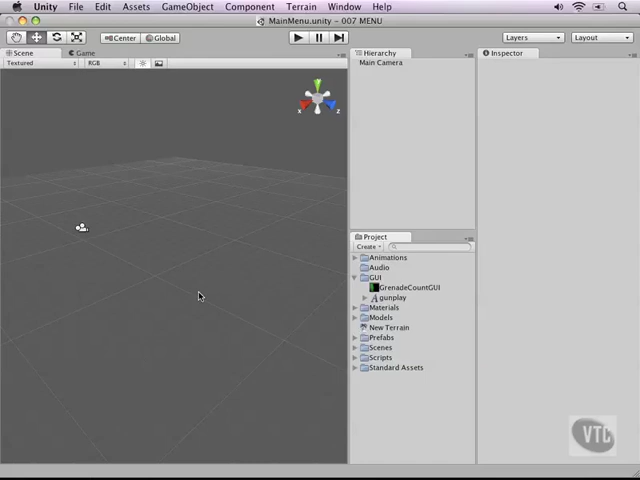 Unity File Edit Assets GameObject Component Terrain Window Help
MainMenu.unity - 007 MENU
Center Global Layers Layout
Scene Game Hierarchy Inspector
Textured RGB Main Camera
x z
Project
Create
Animations
Audio
GUI
GrenadeCountGUI
gunplay
Materials
Models
New Terrain
Prefabs
Scenes
Scripts
Standard Assets
VTC